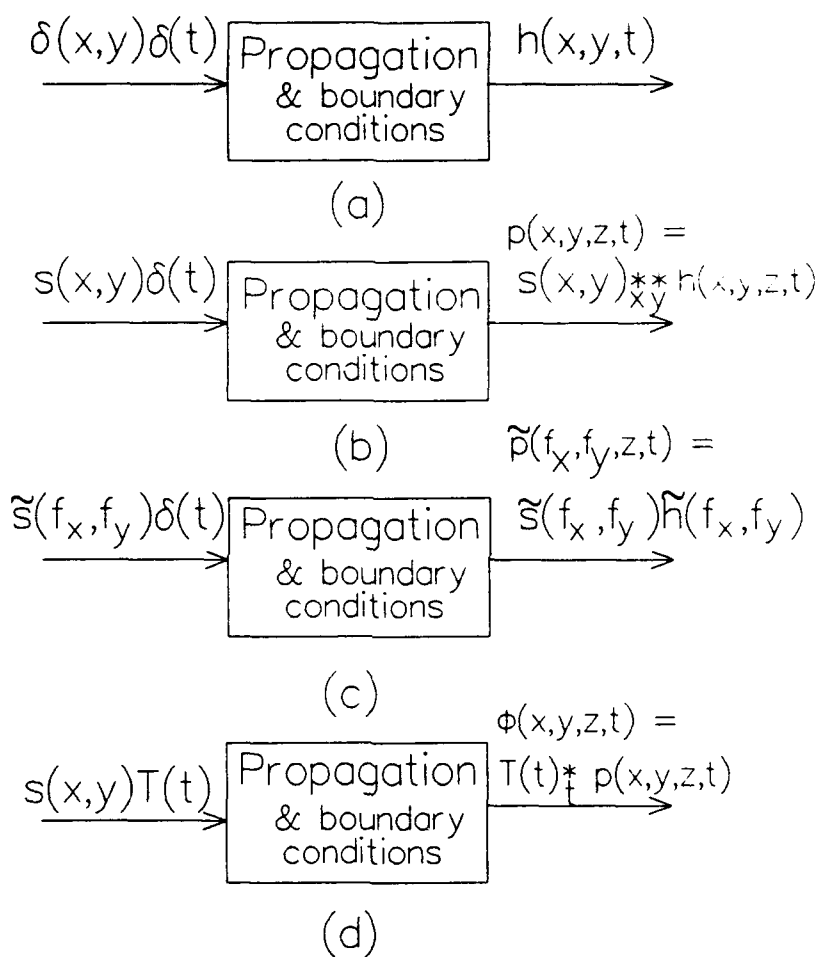 δ(x,y)δ(t)
Propagation
& boundary
conditions
h(x,y,t)
(a)
s(x,y)δ(t)
Propagation
& boundary
conditions
p(x,y,z,t) =
s(x,y) ** h(x,y,z,t)
x y
(b)
s̃(f_x,f_y)δ(t)
Propagation
& boundary
conditions
p̃(f_x,f_y,z,t) =
s̃(f_x,f_y)h̃(f_x,f_y)
(c)
s(x,y)T(t)
Propagation
& boundary
conditions
Φ(x,y,z,t) =
T(t) * p(x,y,z,t)
t
(d)